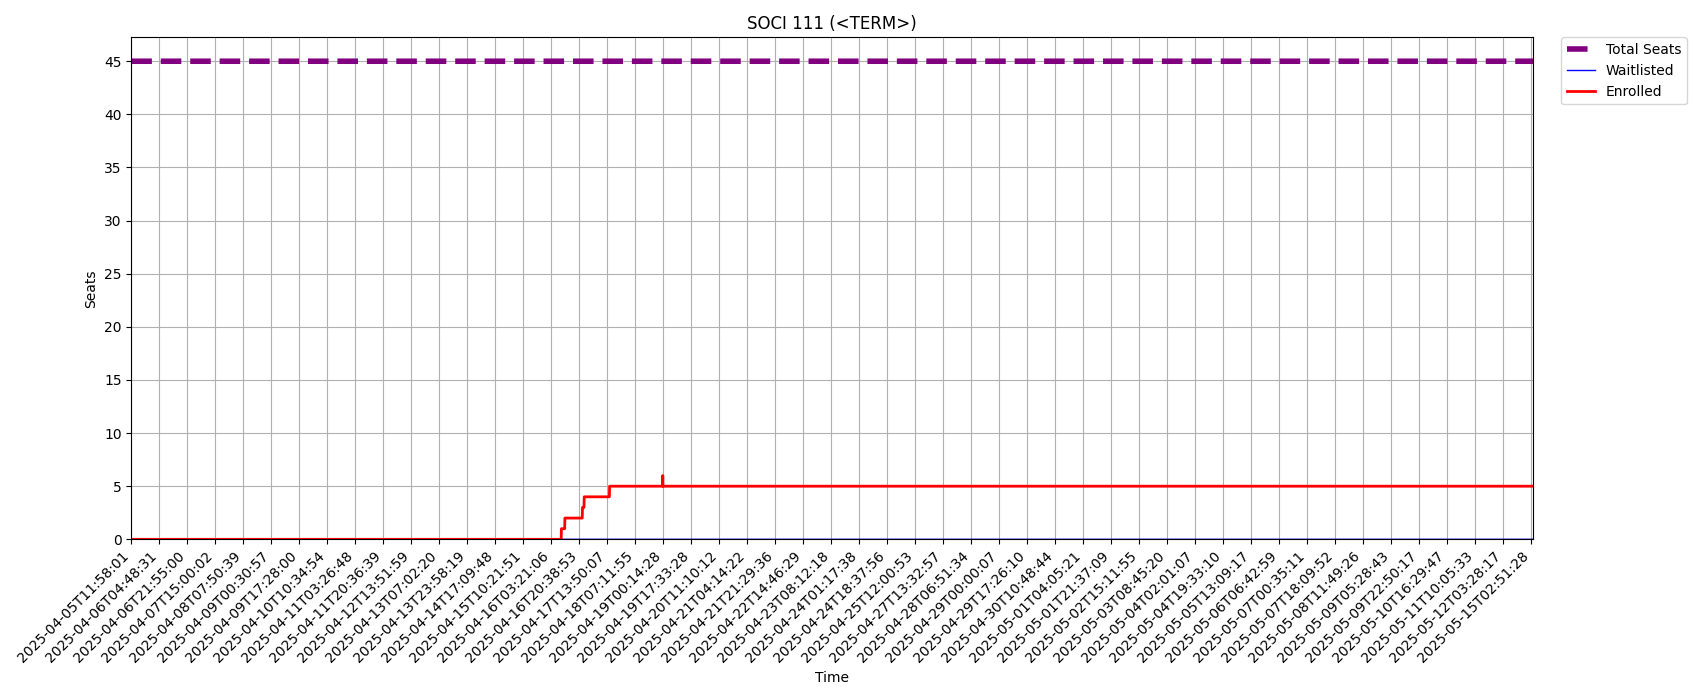 SOCI 111 (<TERM>)
Total Seats
Waitlisted
Enrolled
Seats
45
40
35
30
25
20
15
10
5
0
2025-04-05T11:58:01
2025-04-06T04:48:31
2025-04-06T21:55:00
2025-04-07T15:00:02
2025-04-08T07:50:39
2025-04-09T00:30:57
2025-04-09T17:28:00
2025-04-10T10:34:54
2025-04-11T03:26:48
2025-04-11T20:36:39
2025-04-12T13:51:59
2025-04-13T07:02:20
2025-04-13T23:58:19
2025-04-14T17:09:48
2025-04-15T10:21:51
2025-04-16T03:21:06
2025-04-16T20:38:53
2025-04-17T13:50:07
2025-04-18T07:11:55
2025-04-19T00:14:28
2025-04-19T17:33:28
2025-04-20T11:10:12
2025-04-21T04:14:22
2025-04-21T21:29:36
2025-04-22T14:46:29
2025-04-23T08:12:18
2025-04-24T01:17:38
2025-04-24T18:37:56
2025-04-25T12:00:53
2025-04-27T13:32:57
2025-04-28T06:51:34
2025-04-29T00:00:07
2025-04-29T17:26:10
2025-04-30T10:48:44
2025-05-01T04:05:21
2025-05-01T21:37:09
2025-05-02T15:11:55
2025-05-03T08:45:20
2025-05-04T02:01:07
2025-05-04T19:33:10
2025-05-05T13:09:17
2025-05-06T06:42:59
2025-05-07T00:35:11
2025-05-07T18:09:52
2025-05-08T11:49:26
2025-05-09T05:28:43
2025-05-09T22:50:17
2025-05-10T16:29:47
2025-05-11T10:05:33
2025-05-12T03:28:17
2025-05-15T02:51:28
Time